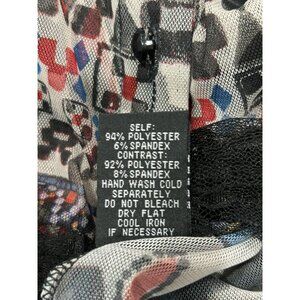 SELF:
94% POLYESTER
6% SPANDEX
CONTRAST:
92% POLYESTER
8% SPANDEX
HAND WASH COLD
SEPARATELY
DO NOT BLEACH
DRY FLAT
COOL IRON
IF NECESSARY